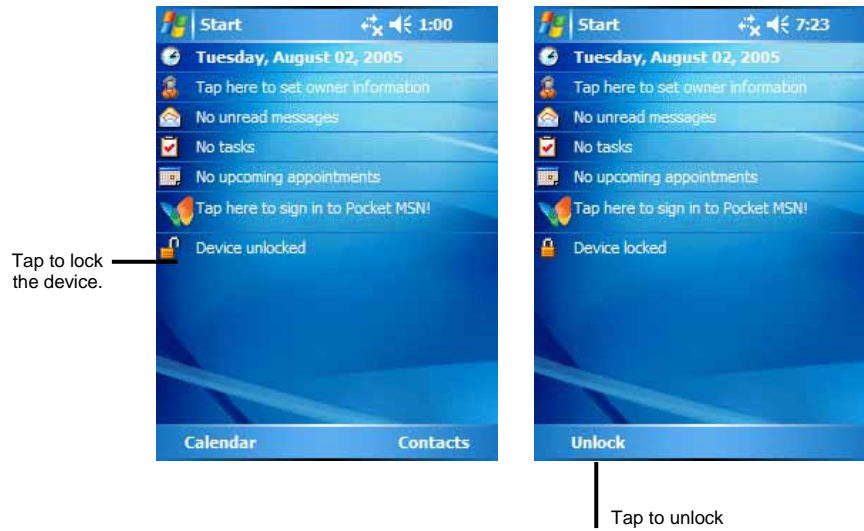 Start 1:00
Tuesday, August 02, 2005
Tap here to set owner information
No unread messages
No tasks
No upcoming appointments
Tap here to sign in to Pocket MSN!
Device unlocked
Tap to lock
the device.
Calendar Contacts
Start 7:23
Tuesday, August 02, 2005
Tap here to set owner information
No unread messages
No tasks
No upcoming appointments
Tap here to sign in to Pocket MSN!
Device locked
Unlock
Tap to unlock